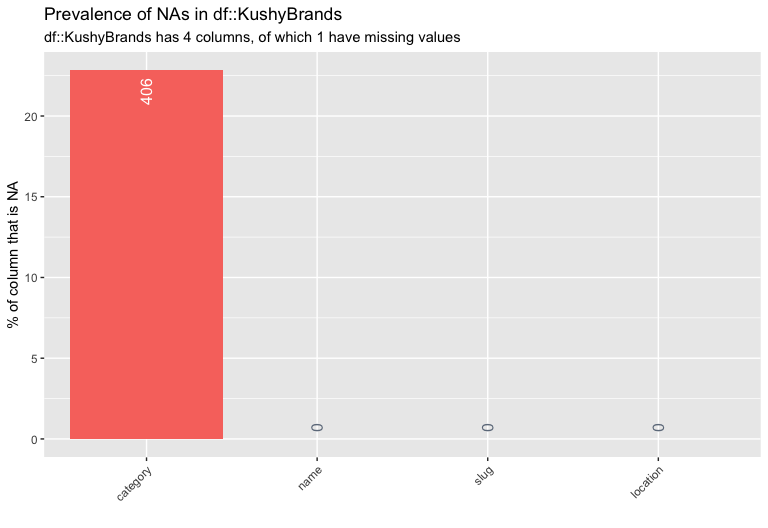 Prevalence of NAs in df::KushyBrands
df::KushyBrands has 4 columns, of which 1 have missing values
% of column that is NA
20
15
10
5
0
406
0
0
0
category
name
slug
location